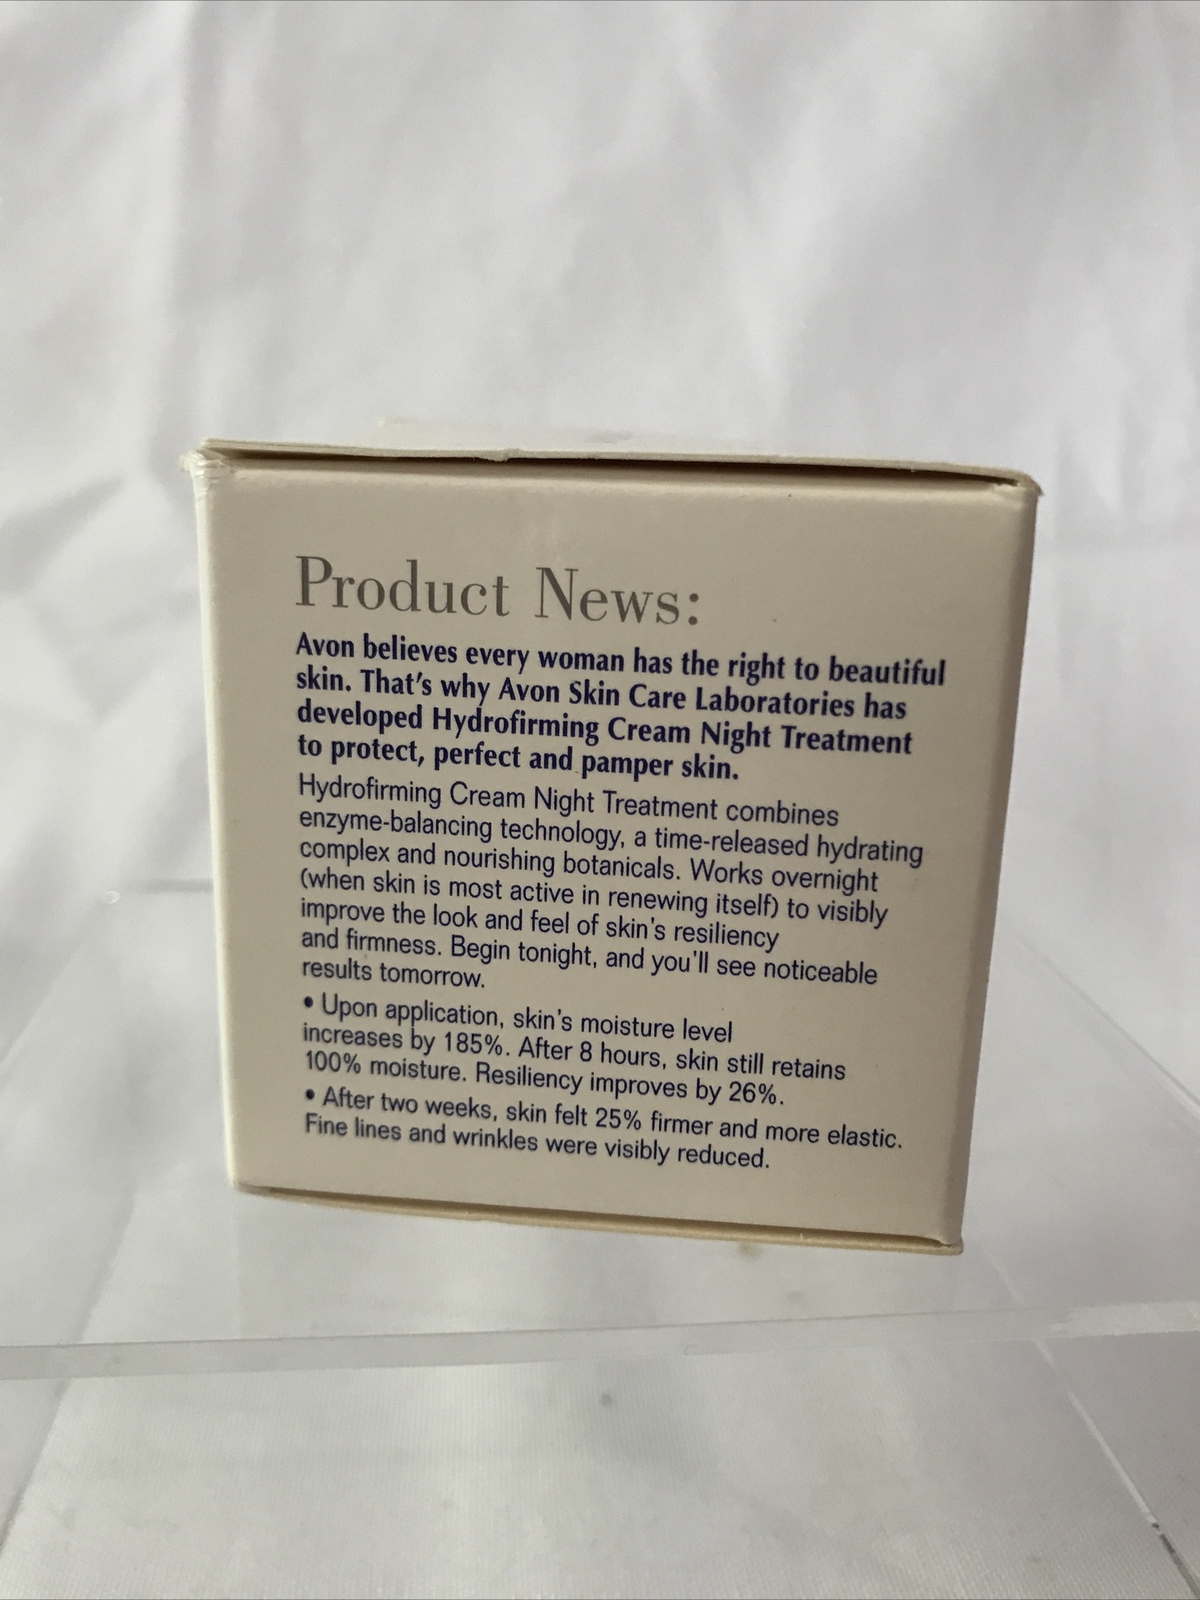 Product News:
Avon believes every woman has the right to beautiful
skin. That's why Avon Skin Care Laboratories has
developed Hydrofirming Cream Night Treatment
to protect, perfect and pamper skin.
Hydrofirming Cream Night Treatment combines
enzyme-balancing technology, a time-released hydrating
complex and nourishing botanicals. Works overnight
(when skin is most active in renewing itself) to visibly
improve the look and feel of skin's resiliency
and firmness. Begin tonight, and you'll see noticeable
results tomorrow.
• Upon application, skin's moisture level
increases by 185%. After 8 hours, skin still retains
100% moisture. Resiliency improves by 26%.
• After two weeks, skin felt 25% firmer and more elastic.
Fine lines and wrinkles were visibly reduced.